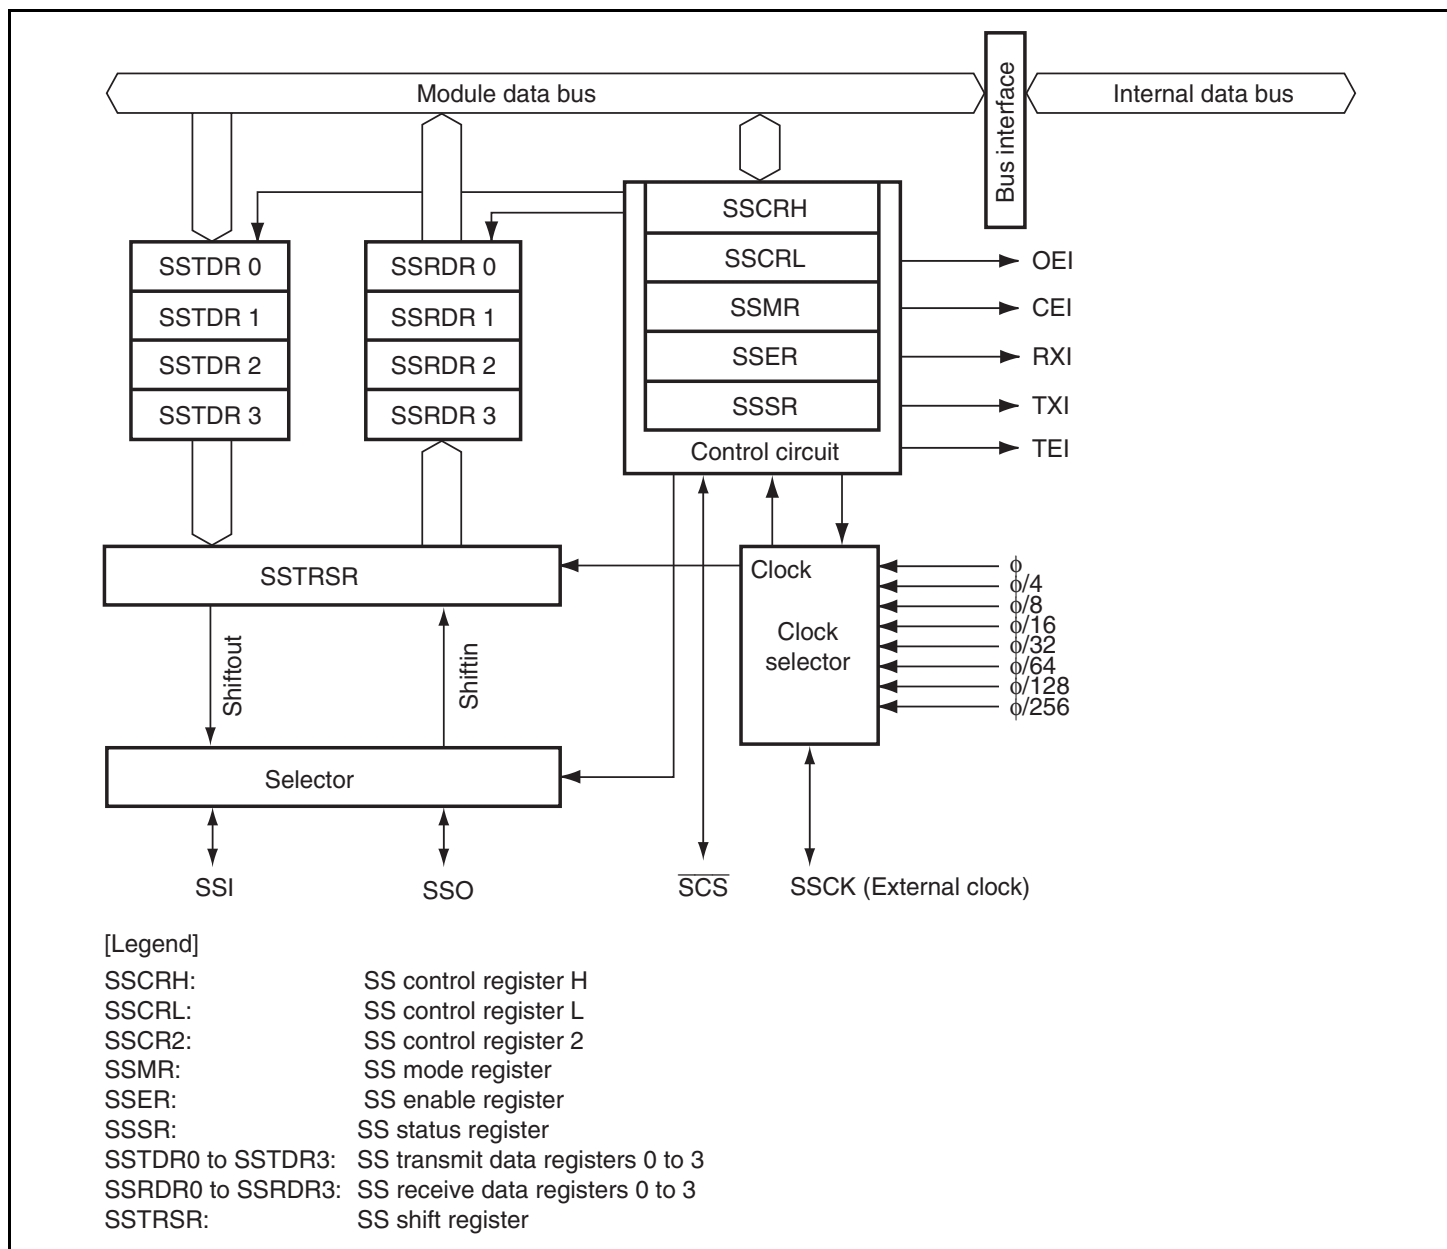 Module data bus
Bus interface
Internal data bus
SSCRH
SSCRL
SSMR
SSER
SSSR
Control circuit
SSTDR 0
SSTDR 1
SSTDR 2
SSTDR 3
SSRDR 0
SSRDR 1
SSRDR 2
SSRDR 3
OEI
CEI
RXI
TXI
TEI
SSTRSR
Clock
Clock
selector
ϕ
ϕ/4
ϕ/8
ϕ/16
ϕ/32
ϕ/64
ϕ/128
ϕ/256
Shiftout
Shiftin
Selector
SSI
SSO
SCS
SSCK (External clock)
[Legend]
SSCRH: SS control register H
SSCRL: SS control register L
SSCR2: SS control register 2
SSMR: SS mode register
SSER: SS enable register
SSSR: SS status register
SSTDR0 to SSTDR3: SS transmit data registers 0 to 3
SSRDR0 to SSRDR3: SS receive data registers 0 to 3
SSTRSR: SS shift register